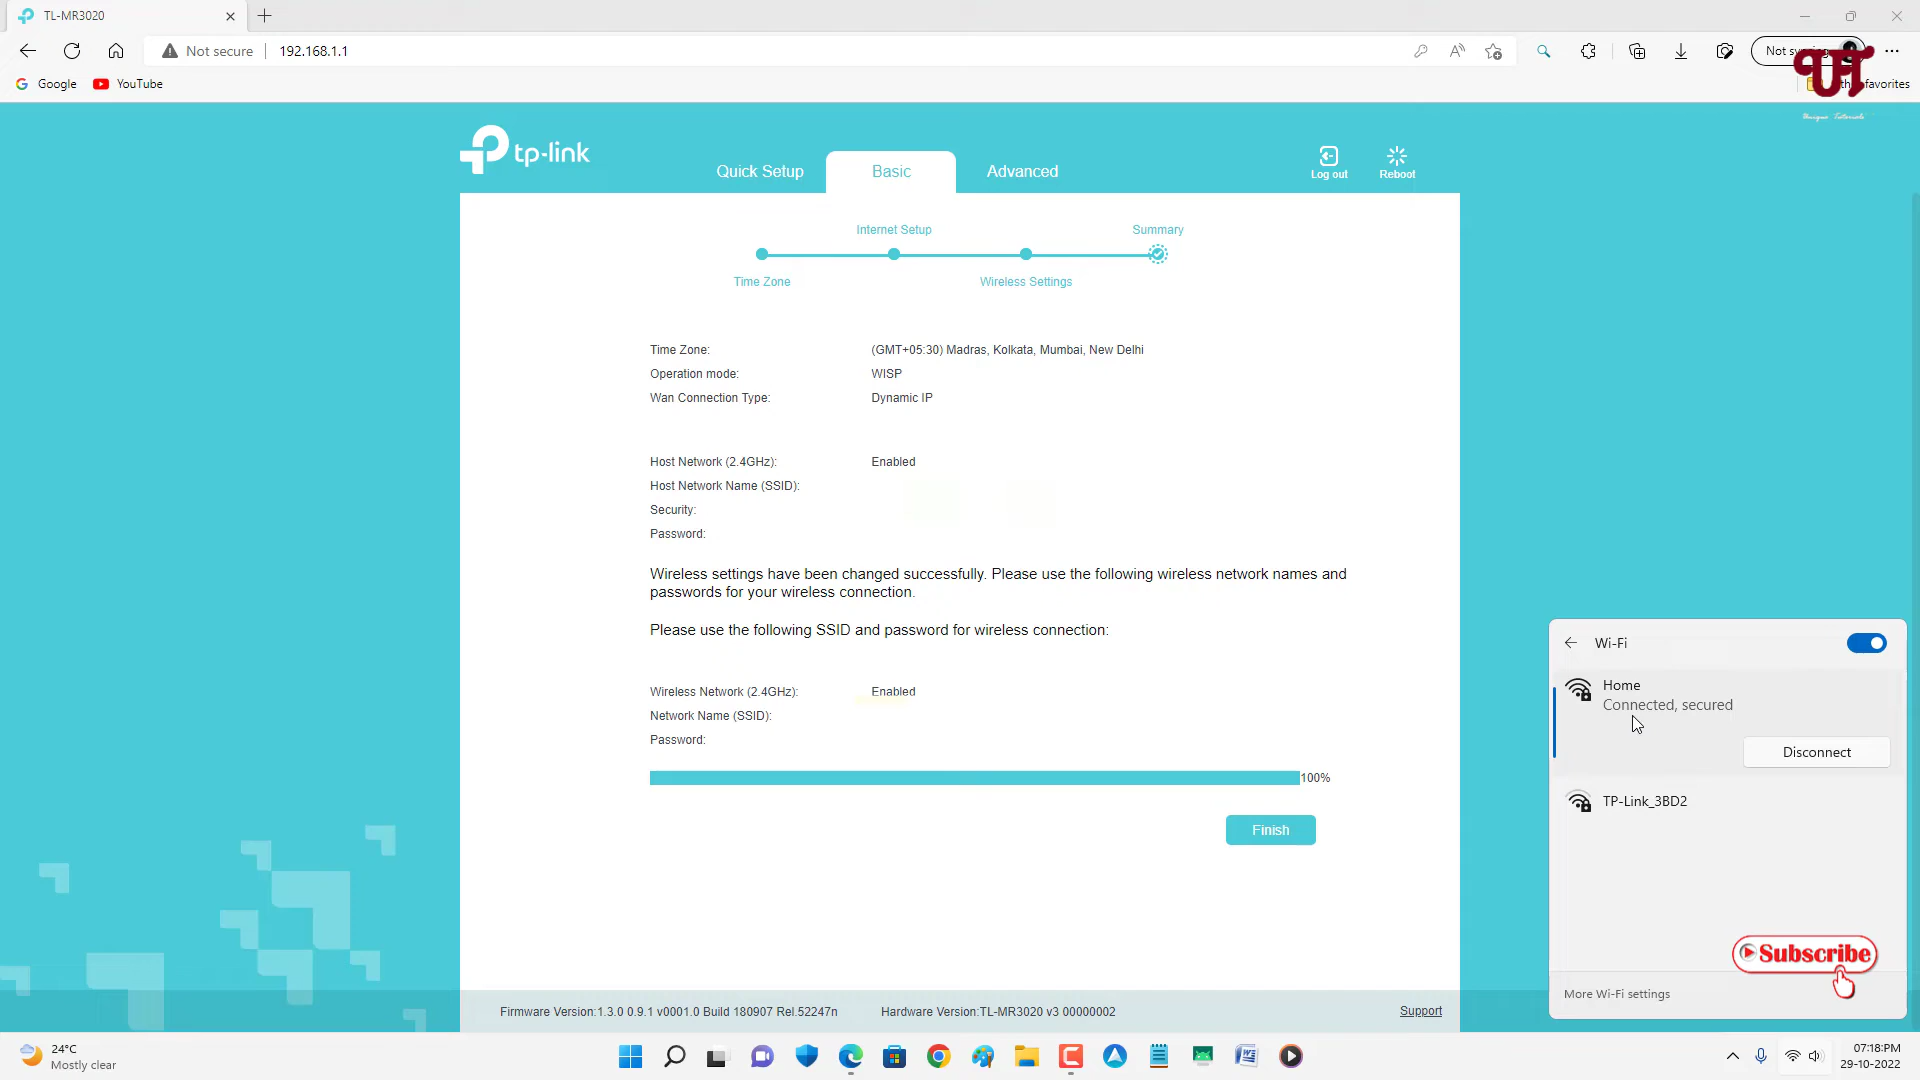 TL-MR3020
Not secure
192.168.1.1
Google
YouTube
UT
Unique Tutorials
tp-link
Quick Setup
Basic
Advanced
Log out
Reboot
Internet Setup
Summary
Time Zone
Wireless Settings
Time Zone: (GMT+05:30) Madras, Kolkata, Mumbai, New Delhi
Operation mode: WISP
Wan Connection Type: Dynamic IP
Host Network (2.4GHz): Enabled
Host Network Name (SSID):
Security:
Password:
Wireless settings have been changed successfully. Please use the following wireless network names and
passwords for your wireless connection.
Please use the following SSID and password for wireless connection:
Wireless Network (2.4GHz): Enabled
Network Name (SSID):
Password:
100%
Finish
Wi-Fi
Home
Connected, secured
Disconnect
TP-Link_3BD2
Subscribe
More Wi-Fi settings
Firmware Version:1.3.0 0.9.1 v0001.0 Build 180907 Rel.52247n
Hardware Version:TL-MR3020 v3 00000002
Support
24°C
Mostly clear
07:18:PM
29-10-2022